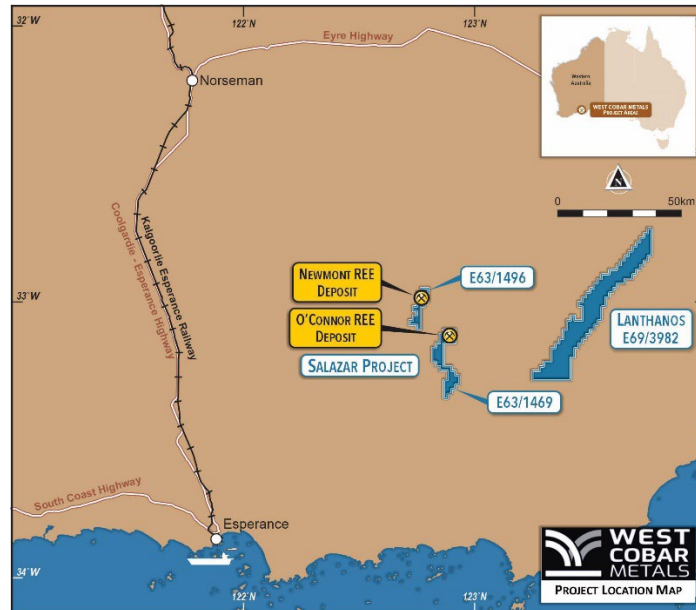 32°W
122°N
123°N
Eyre Highway
Norseman
Western
Australia
WEST COBAR METALS
PROJECT AREAS
N
0
50km
Coolgardie - Esperance Highway
Kalgoorlie Esperance Railway
33°W
NEWMONT REE
DEPOSIT
E63/1496
O'CONNOR REE
DEPOSIT
SALAZAR PROJECT
E63/1469
LANTHANOS
E69/3982
South Coast Highway
Esperance
34°W
122°N
123°N
WEST
COBAR
METALS
PROJECT LOCATION MAP